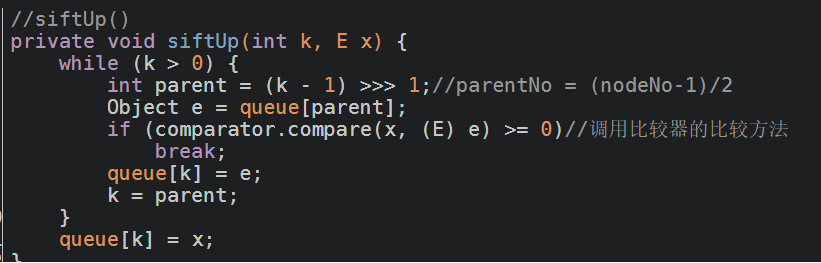 //siftUp()
private void siftUp(int k, E x) {
    while (k > 0) {
        int parent = (k - 1) >>> 1;//parentNo = (nodeNo-1)/2
        Object e = queue[parent];
        if (comparator.compare(x, (E) e) >= 0)//调用比较器的比较方法
            break;
        queue[k] = e;
        k = parent;
    }
    queue[k] = x;
}